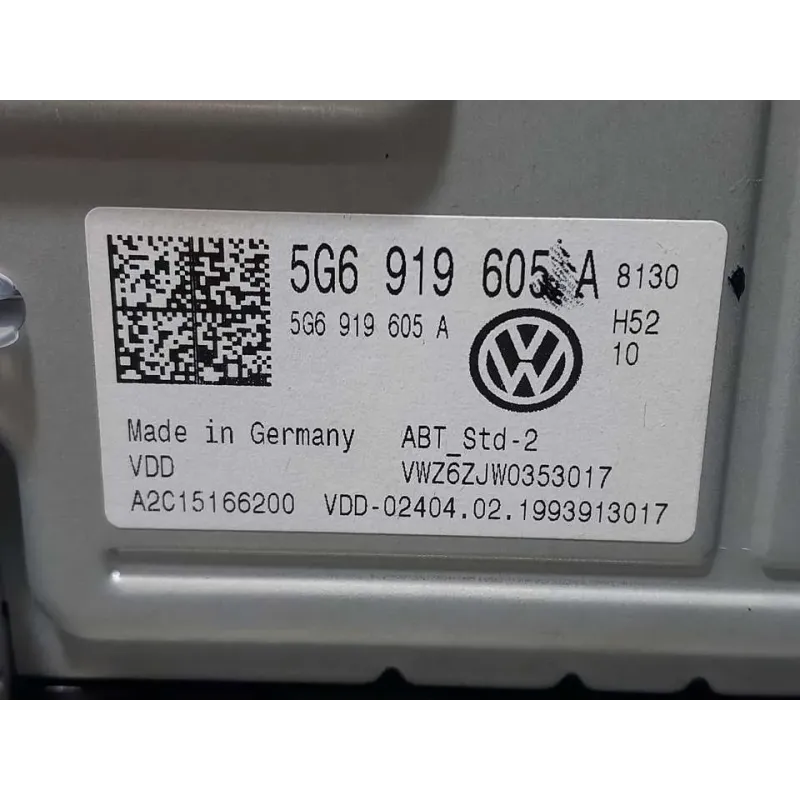 5G6 919 605 A 8130
5G6 919 605 A
H52
10
Made in Germany ABT_Std-2
VDD VWZ6ZJW0353017
A2C15166200 VDD-02404.02.1993913017